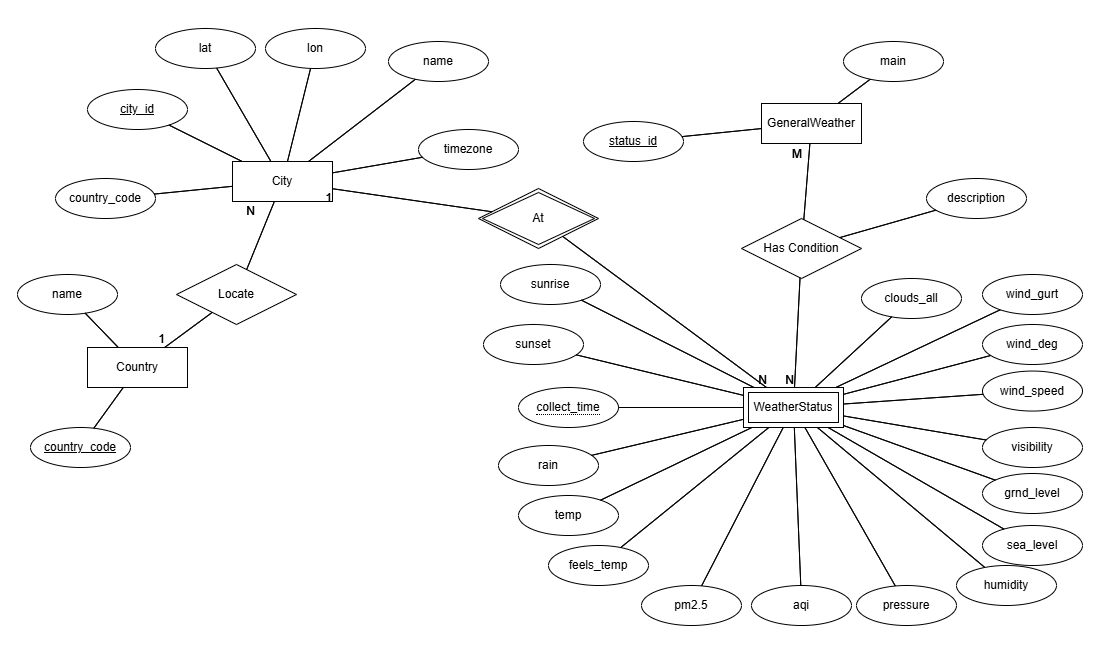 lat
lon
name
main
city_id
GeneralWeather
status_id
timezone
M
City
country_code
1
N
At
description
Has Condition
sunrise
Locate
name
clouds_all
wind_gurt
1
sunset
wind_deg
Country
N
N
wind_speed
collect_time
WeatherStatus
country_code
visibility
rain
grnd_level
temp
sea_level
feels_temp
humidity
pm2.5
aqi
pressure